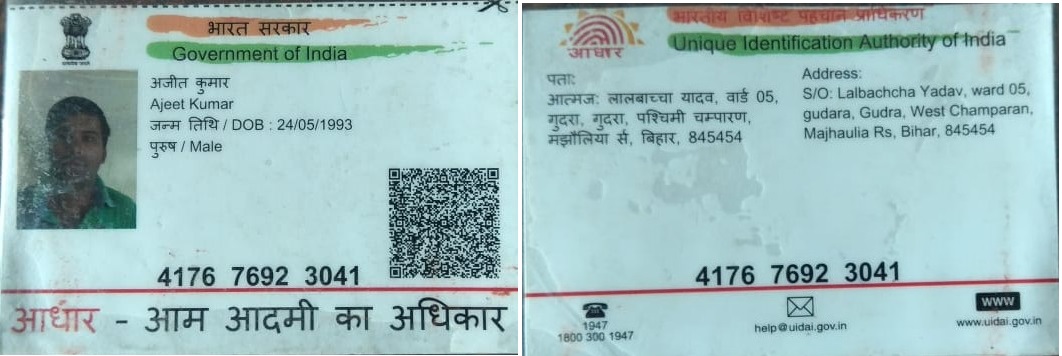 भारत सरकार
Government of India
अजीत कुमार
Ajeet Kumar
जन्म तिथि / DOB : 24/05/1993
पुरुष / Male
4176 7692 3041
आधार - आम आदमी का अधिकार
भारतीय विशिष्ट पहचान प्राधिकरण
Unique Identification Authority of India
आधार
पताः
आत्मजः लालबाच्चा यादव, वार्ड 05,
गुदरा, गुदरा, पश्चिमी चम्पारण,
मझौलिया र्स, बिहार, 845454
Address:
S/O: Lalbachcha Yadav, ward 05,
gudara, Gudra, West Champaran,
Majhaulia Rs, Bihar, 845454
4176 7692 3041
1947
1800 300 1947
help@uidai.gov.in
www
www.uidai.gov.in